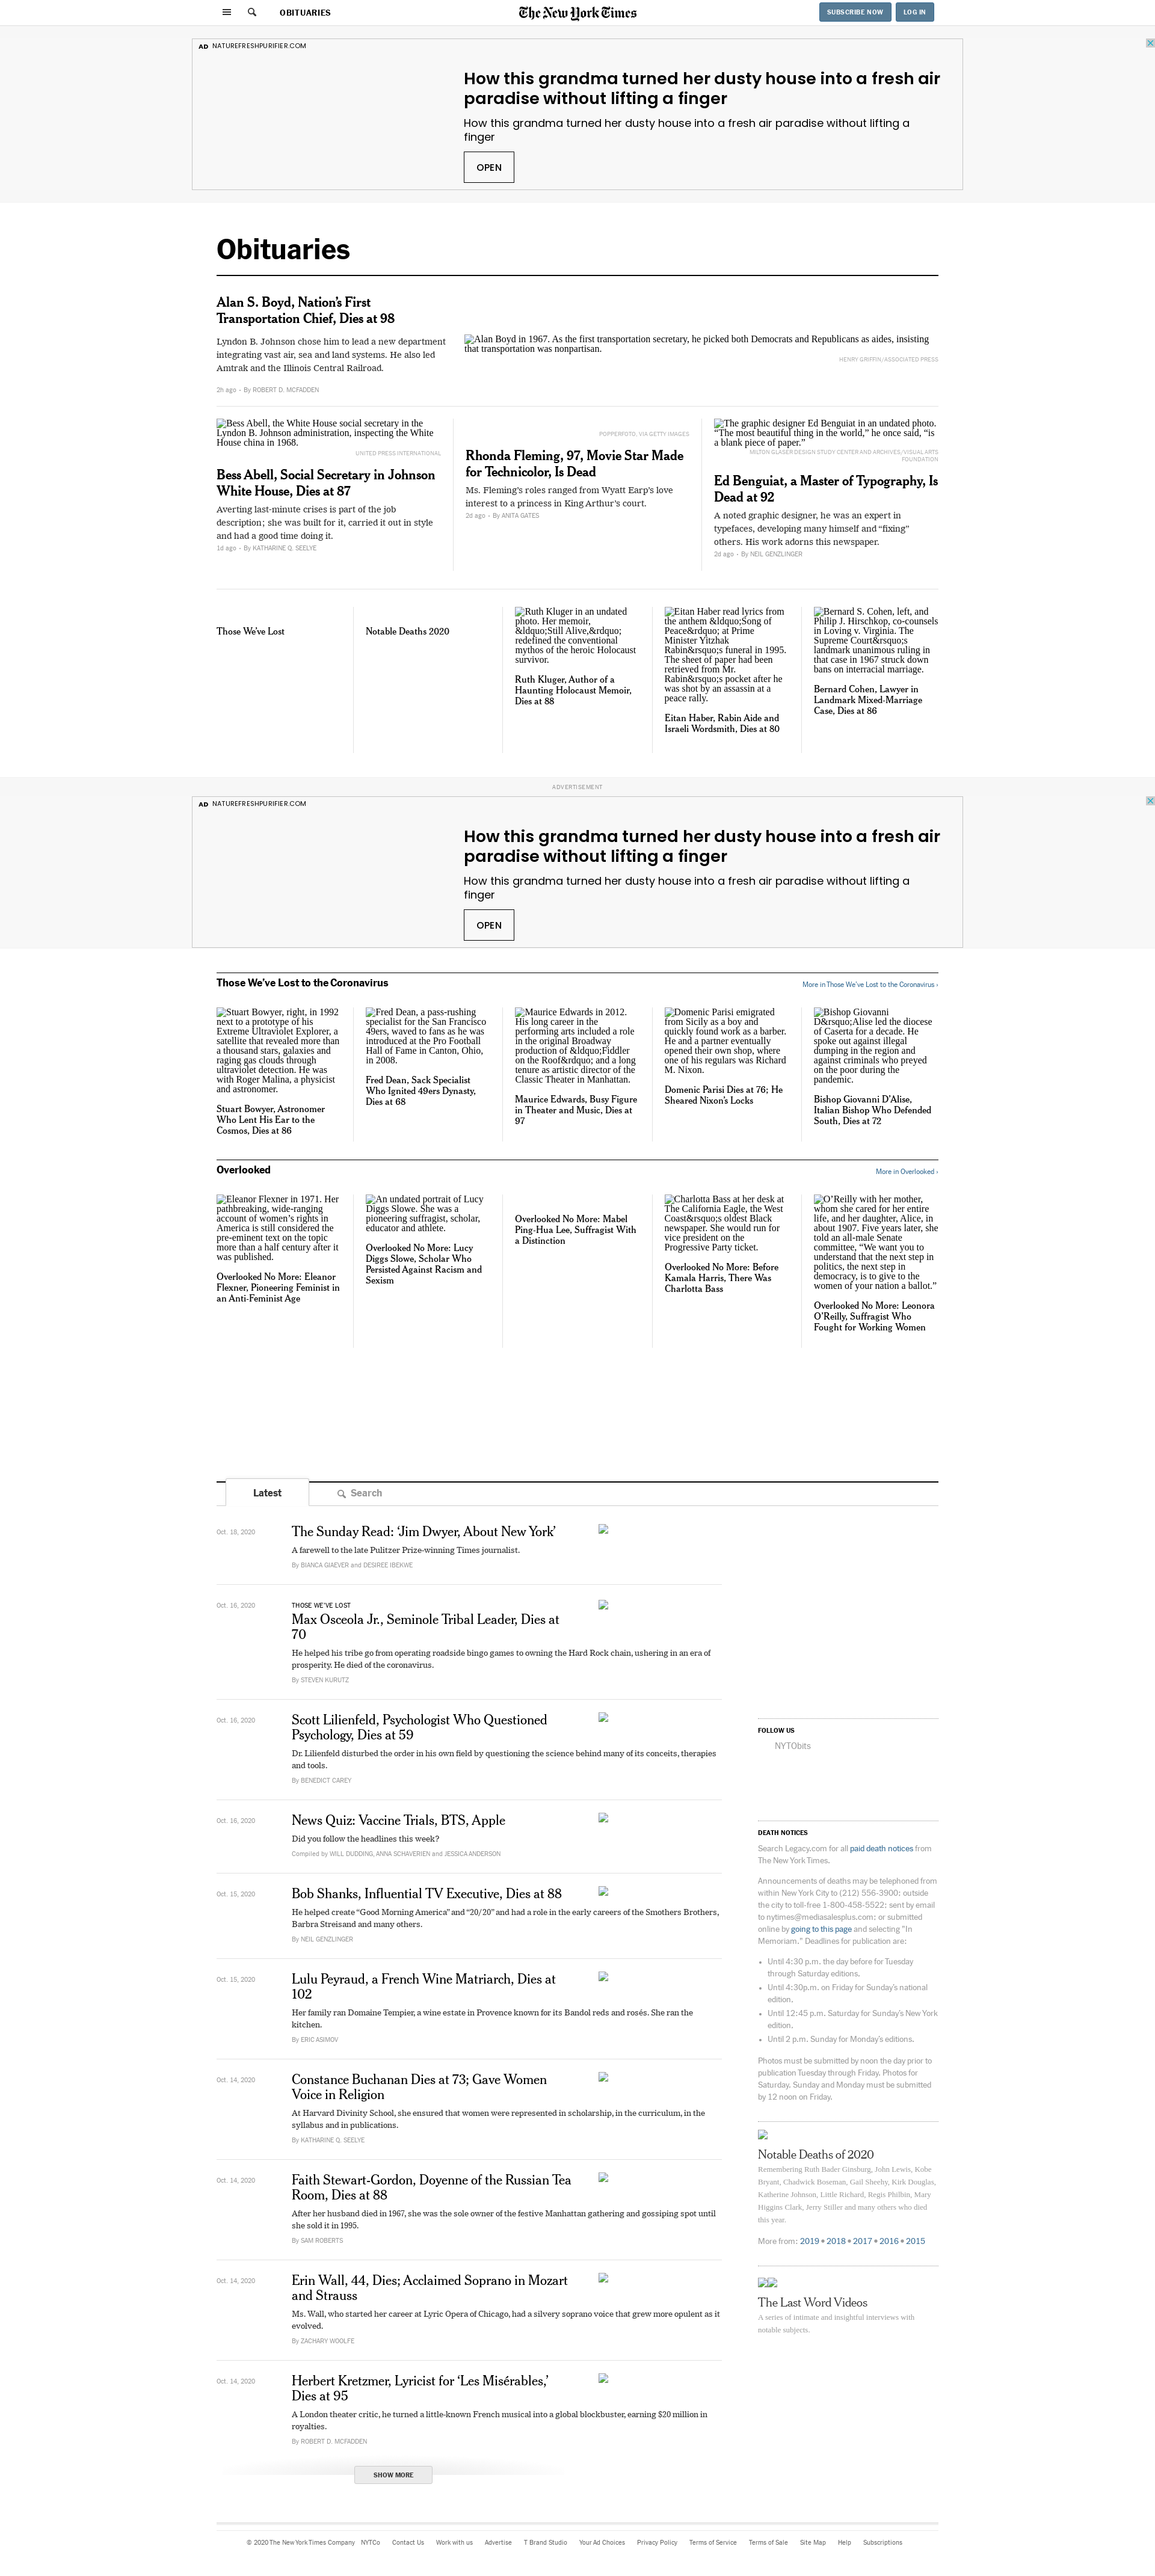 OBITUARIES
The New York Times
SUBSCRIBE NOW
LOG IN
AD NATUREFRESHPURIFIER.COM
How this grandma turned her dusty house into a fresh air
paradise without lifting a finger
How this grandma turned her dusty house into a fresh air paradise without lifting a
finger
OPEN
Obituaries
Alan S. Boyd, Nation’s First
Transportation Chief, Dies at 98
Lyndon B. Johnson chose him to lead a new department
integrating vast air, sea and land systems. He also led
Amtrak and the Illinois Central Railroad.
2h ago - By ROBERT D. MCFADDEN
Alan Boyd in 1967. As the first transportation secretary, he picked both Democrats and Republicans as aides, insisting
that transportation was nonpartisan.
HENRY GRIFFIN/ASSOCIATED PRESS
Bess Abell, the White House social secretary in the
Lyndon B. Johnson administration, inspecting the White
House china in 1968.
UNITED PRESS INTERNATIONAL
Bess Abell, Social Secretary in Johnson
White House, Dies at 87
Averting last-minute crises is part of the job
description; she was built for it, carried it out in style
and had a good time doing it.
1d ago - By KATHARINE Q. SEELYE
POPPERFOTO, VIA GETTY IMAGES
Rhonda Fleming, 97, Movie Star Made
for Technicolor, Is Dead
Ms. Fleming’s roles ranged from Wyatt Earp’s love
interest to a princess in King Arthur’s court.
2d ago - By ANITA GATES
The graphic designer Ed Benguiat in an undated photo.
“The most beautiful thing in the world,” he once said, “is
a blank piece of paper.”
MILTON GLASER DESIGN STUDY CENTER AND ARCHIVES/VISUAL ARTS
FOUNDATION
Ed Benguiat, a Master of Typography, Is
Dead at 92
A noted graphic designer, he was an expert in
typefaces, developing many himself and “fixing”
others. His work adorns this newspaper.
2d ago - By NEIL GENZLINGER
Those We’ve Lost
Notable Deaths 2020
Ruth Kluger in an undated
photo. Her memoir,
&ldquo;Still Alive,&rdquo;
redefined the conventional
mythos of the heroic Holocaust
survivor.
Ruth Kluger, Author of a
Haunting Holocaust Memoir,
Dies at 88
Eitan Haber read lyrics from
the anthem &ldquo;Song of
Peace&rdquo; at Prime
Minister Yitzhak
Rabin&rsquo;s funeral in 1995.
The sheet of paper had been
retrieved from Mr.
Rabin&rsquo;s pocket after he
was shot by an assassin at a
peace rally.
Eitan Haber, Rabin Aide and
Israeli Wordsmith, Dies at 80
Bernard S. Cohen, left, and
Philip J. Hirschkop, co-counsels
in Loving v. Virginia. The
Supreme Court&rsquo;s
landmark unanimous ruling in
that case in 1967 struck down
bans on interracial marriage.
Bernard Cohen, Lawyer in
Landmark Mixed-Marriage
Case, Dies at 86
ADVERTISEMENT
AD NATUREFRESHPURIFIER.COM
How this grandma turned her dusty house into a fresh air
paradise without lifting a finger
How this grandma turned her dusty house into a fresh air paradise without lifting a
finger
OPEN
Those We’ve Lost to the Coronavirus
More in Those We’ve Lost to the Coronavirus ›
Stuart Bowyer, right, in 1992
next to a prototype of his
Extreme Ultraviolet Explorer, a
satellite that revealed more than
a thousand stars, galaxies and
raging gas clouds through
ultraviolet detection. He was
with Roger Malina, a physicist
and astronomer.
Stuart Bowyer, Astronomer
Who Lent His Ear to the
Cosmos, Dies at 86
Fred Dean, a pass-rushing
specialist for the San Francisco
49ers, waved to fans as he was
introduced at the Pro Football
Hall of Fame in Canton, Ohio,
in 2008.
Fred Dean, Sack Specialist
Who Ignited 49ers Dynasty,
Dies at 68
Maurice Edwards in 2012.
His long career in the
performing arts included a role
in the original Broadway
production of &ldquo;Fiddler
on the Roof&rdquo; and a long
tenure as artistic director of the
Classic Theater in Manhattan.
Maurice Edwards, Busy Figure
in Theater and Music, Dies at
97
Domenic Parisi emigrated
from Sicily as a boy and
quickly found work as a barber.
He and a partner eventually
opened their own shop, where
one of his regulars was Richard
M. Nixon.
Domenic Parisi Dies at 76; He
Sheared Nixon’s Locks
Bishop Giovanni
D&rsquo;Alise led the diocese
of Caserta for a decade. He
spoke out against illegal
dumping in the region and
against criminals who preyed
on the poor during the
pandemic.
Bishop Giovanni D’Alise,
Italian Bishop Who Defended
South, Dies at 72
Overlooked
More in Overlooked ›
Eleanor Flexner in 1971. Her
pathbreaking, wide-ranging
account of women’s rights in
America is still considered the
pre-eminent text on the topic
more than a half century after it
was published.
Overlooked No More: Eleanor
Flexner, Pioneering Feminist in
an Anti-Feminist Age
An undated portrait of Lucy
Diggs Slowe. She was a
pioneering suffragist, scholar,
educator and athlete.
Overlooked No More: Lucy
Diggs Slowe, Scholar Who
Persisted Against Racism and
Sexism
Overlooked No More: Mabel
Ping-Hua Lee, Suffragist With
a Distinction
Charlotta Bass at her desk at
The California Eagle, the West
Coast&rsquo;s oldest Black
newspaper. She would run for
vice president on the
Progressive Party ticket.
Overlooked No More: Before
Kamala Harris, There Was
Charlotta Bass
O’Reilly with her mother,
whom she cared for her entire
life, and her daughter, Alice, in
about 1907. Five years later, she
told an all-male Senate
committee, “We want you to
understand that the next step in
politics, the next step in
democracy, is to give to the
women of your nation a ballot.”
Overlooked No More: Leonora
O’Reilly, Suffragist Who
Fought for Working Women
Latest
Search
Oct. 18, 2020
The Sunday Read: ‘Jim Dwyer, About New York’
A farewell to the late Pulitzer Prize-winning Times journalist.
By BIANCA GIAEVER and DESIREE IBEKWE
Oct. 16, 2020
THOSE WE’VE LOST
Max Osceola Jr., Seminole Tribal Leader, Dies at
70
He helped his tribe go from operating roadside bingo games to owning the Hard Rock chain, ushering in an era of
prosperity. He died of the coronavirus.
By STEVEN KURUTZ
Oct. 16, 2020
Scott Lilienfeld, Psychologist Who Questioned
Psychology, Dies at 59
Dr. Lilienfeld disturbed the order in his own field by questioning the science behind many of its conceits, therapies
and tools.
By BENEDICT CAREY
Oct. 16, 2020
News Quiz: Vaccine Trials, BTS, Apple
Did you follow the headlines this week?
Compiled by WILL DUDDING, ANNA SCHAVERIEN and JESSICA ANDERSON
Oct. 15, 2020
Bob Shanks, Influential TV Executive, Dies at 88
He helped create “Good Morning America” and “20/20” and had a role in the early careers of the Smothers Brothers,
Barbra Streisand and many others.
By NEIL GENZLINGER
Oct. 15, 2020
Lulu Peyraud, a French Wine Matriarch, Dies at
102
Her family ran Domaine Tempier, a wine estate in Provence known for its Bandol reds and rosés. She ran the
kitchen.
By ERIC ASIMOV
Oct. 14, 2020
Constance Buchanan Dies at 73; Gave Women
Voice in Religion
At Harvard Divinity School, she ensured that women were represented in scholarship, in the curriculum, in the
syllabus and in publications.
By KATHARINE Q. SEELYE
Oct. 14, 2020
Faith Stewart-Gordon, Doyenne of the Russian Tea
Room, Dies at 88
After her husband died in 1967, she was the sole owner of the festive Manhattan gathering and gossiping spot until
she sold it in 1995.
By SAM ROBERTS
Oct. 14, 2020
Erin Wall, 44, Dies; Acclaimed Soprano in Mozart
and Strauss
Ms. Wall, who started her career at Lyric Opera of Chicago, had a silvery soprano voice that grew more opulent as it
evolved.
By ZACHARY WOOLFE
Oct. 14, 2020
Herbert Kretzmer, Lyricist for ‘Les Misérables,’
Dies at 95
A London theater critic, he turned a little-known French musical into a global blockbuster, earning $20 million in
royalties.
By ROBERT D. MCFADDEN
SHOW MORE
FOLLOW US
NYTObits
DEATH NOTICES
Search Legacy.com for all paid death notices from
The New York Times.
Announcements of deaths may be telephoned from
within New York City to (212) 556-3900; outside
the city to toll-free 1-800-458-5522; sent by email
to nytimes@mediasalesplus.com; or submitted
online by going to this page and selecting "In
Memoriam." Deadlines for publication are:
• Until 4:30 p.m. the day before for Tuesday
through Saturday editions.
• Until 4:30p.m. on Friday for Sunday’s national
edition.
• Until 12:45 p.m. Saturday for Sunday’s New York
edition.
• Until 2 p.m. Sunday for Monday’s editions.
Photos must be submitted by noon the day prior to
publication Tuesday through Friday. Photos for
Saturday, Sunday and Monday must be submitted
by 12 noon on Friday.
Notable Deaths of 2020
Remembering Ruth Bader Ginsburg, John Lewis, Kobe
Bryant, Chadwick Boseman, Gail Sheehy, Kirk Douglas,
Katherine Johnson, Little Richard, Regis Philbin, Mary
Higgins Clark, Jerry Stiller and many others who died
this year.
More from: 2019 • 2018 • 2017 • 2016 • 2015
The Last Word Videos
A series of intimate and insightful interviews with
notable subjects.
© 2020 The New York Times Company NYTCo Contact Us Work with us Advertise T Brand Studio Your Ad Choices Privacy Policy Terms of Service Terms of Sale Site Map Help Subscriptions